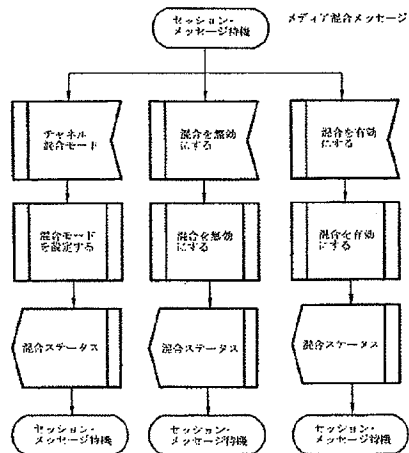 セッション・
メッセージ待機
メディア混合メッセージ
チャネル
混合モード
混合を無効
にする
混合を有効
にする
混合モード
を設定する
混合を無効
にする
混合を有効
にする
混合ステータス
混合ステータス
混合ステータス
セッション・
メッセージ待機
セッション・
メッセージ待機
セッション・
メッセージ待機